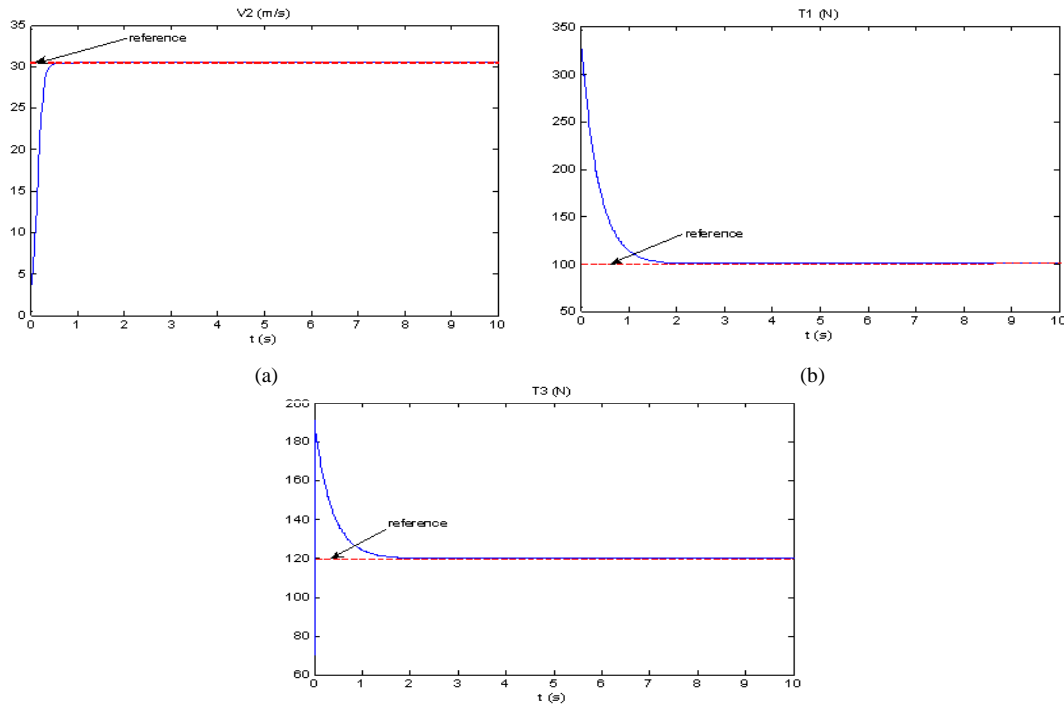 V2 (m/s)
35
30
25
20
15
10
5
0
reference
0 1 2 3 4 5 6 7 8 9 10
t (s)
(a)
T1 (N)
350
300
250
200
150
100
50
reference
0 1 2 3 4 5 6 7 8 9 10
t (s)
(b)
T3 (N)
200
180
160
140
120
100
80
60
reference
0 1 2 3 4 5 6 7 8 9 10
t (s)